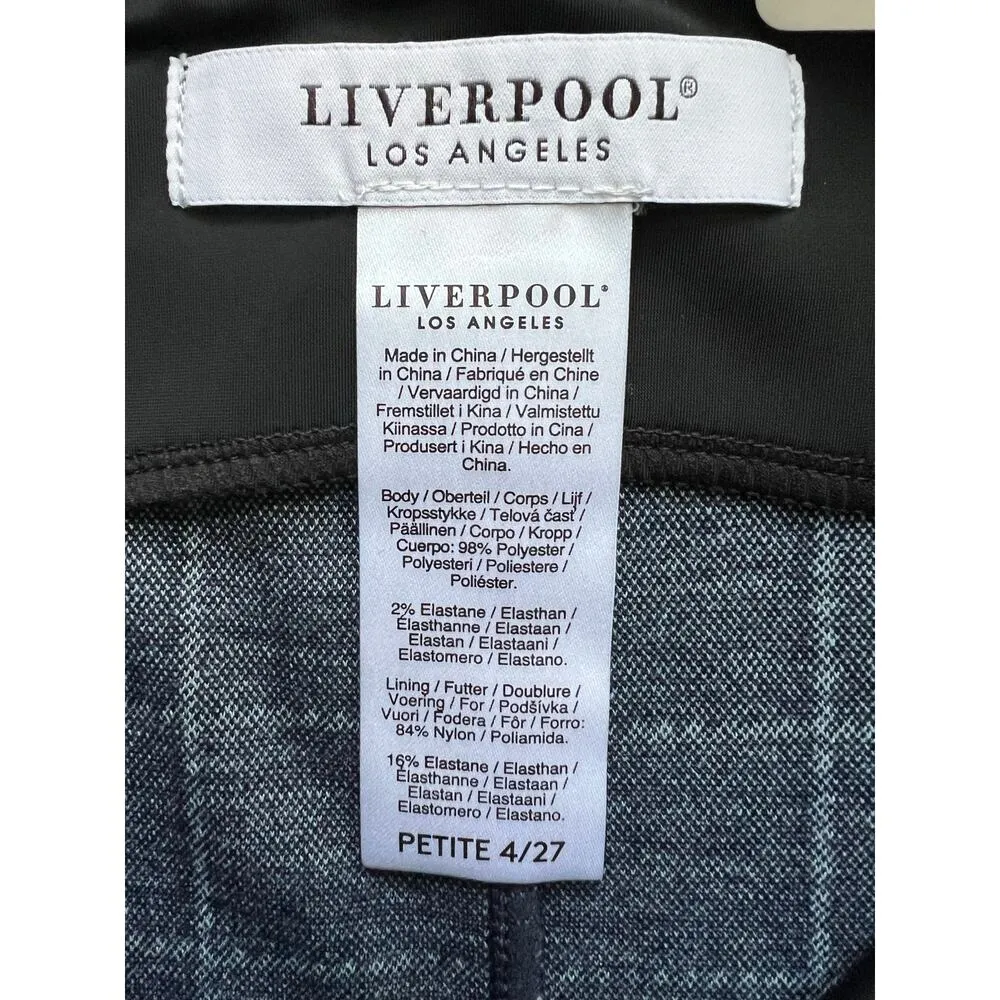 LIVERPOOL®
LOS ANGELES
LIVERPOOL®
LOS ANGELES
Made in China / Hergestellt
in China / Fabriqué en Chine
/ Vervaardigd in China /
Fremstillet i Kina / Valmistettu
Kiinassa / Prodotto in Cina /
Produsert i Kina / Hecho en
China.
Body / Oberteil / Corps / Lijf /
Kropsstykke / Telová časť /
Päällinen / Corpo / Kropp /
Cuerpo: 98% Polyester /
Polyesteri / Poliestere /
Poliéster.
2% Elastane / Elasthan /
Élasthanne / Elastaan /
Elastan / Elastaani /
Elastomero / Elastano.
Lining / Futter / Doublure /
Voering / For / Podšívka /
Vuori / Fodera / Fôr / Forro:
84% Nylon / Poliamida.
16% Elastane / Elasthan /
Élasthanne / Elastaan /
Elastan / Elastaani /
Elastomero / Elastano.
PETITE 4/27